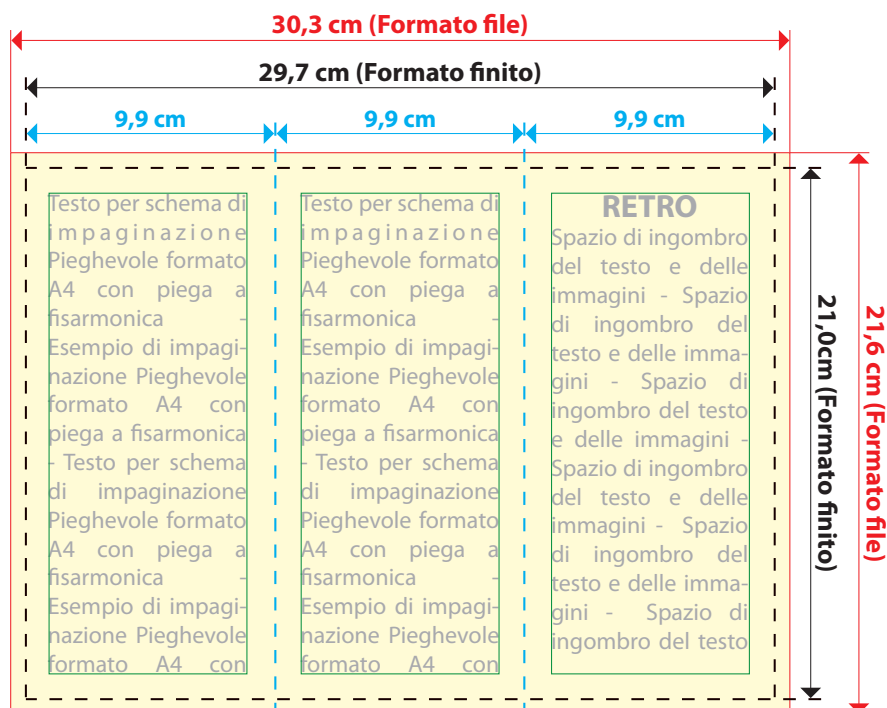 30,3 cm (Formato file)
29,7 cm (Formato finito)
9,9 cm
9,9 cm
9,9 cm
Testo per schema di
impaginazione
Pieghevole formato
A4 con piega a
fisarmonica -
Esempio di impagi-
nazione Pieghevole
formato A4 con
piega a fisarmonica
- Testo per schema
di impaginazione
Pieghevole formato
A4 con piega a
fisarmonica -
Esempio di impagi-
nazione Pieghevole
formato A4 con
Testo per schema di
impaginazione
Pieghevole formato
A4 con piega a
fisarmonica -
Esempio di impagi-
nazione Pieghevole
formato A4 con
piega a fisarmonica
- Testo per schema
di impaginazione
Pieghevole formato
A4 con piega a
fisarmonica -
Esempio di impagi-
nazione Pieghevole
formato A4 con
RETRO
Spazio di ingombro
del testo e delle
immagini - Spazio
di ingombro del
testo e delle imma-
gini - Spazio di
ingombro del testo
e delle immagini -
Spazio di ingombro
del testo e delle
immagini - Spazio
di ingombro del
testo e delle imma-
gini - Spazio di
ingombro del testo
21,0cm (Formato finito)
21,6 cm (Formato file)